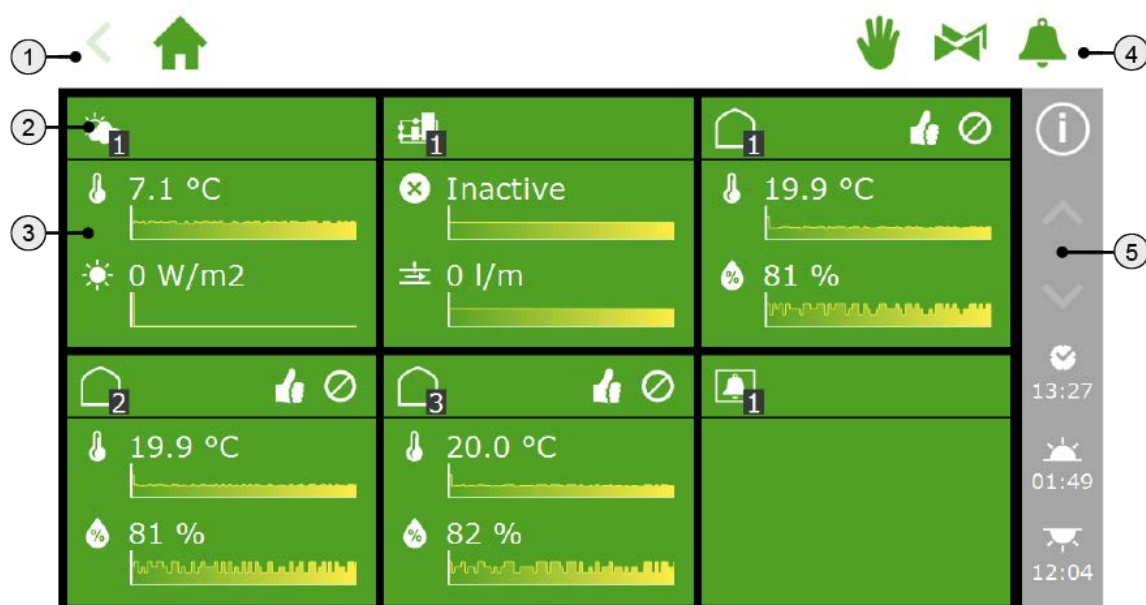 1
4
2
1
1
1
i
7.1 °C
Inactive
19.9 °C
3
5
0 W/m2
0 l/m
% 81 %
2
3
1
13:27
19.9 °C
20.0 °C
01:49
% 81 %
% 82 %
12:04